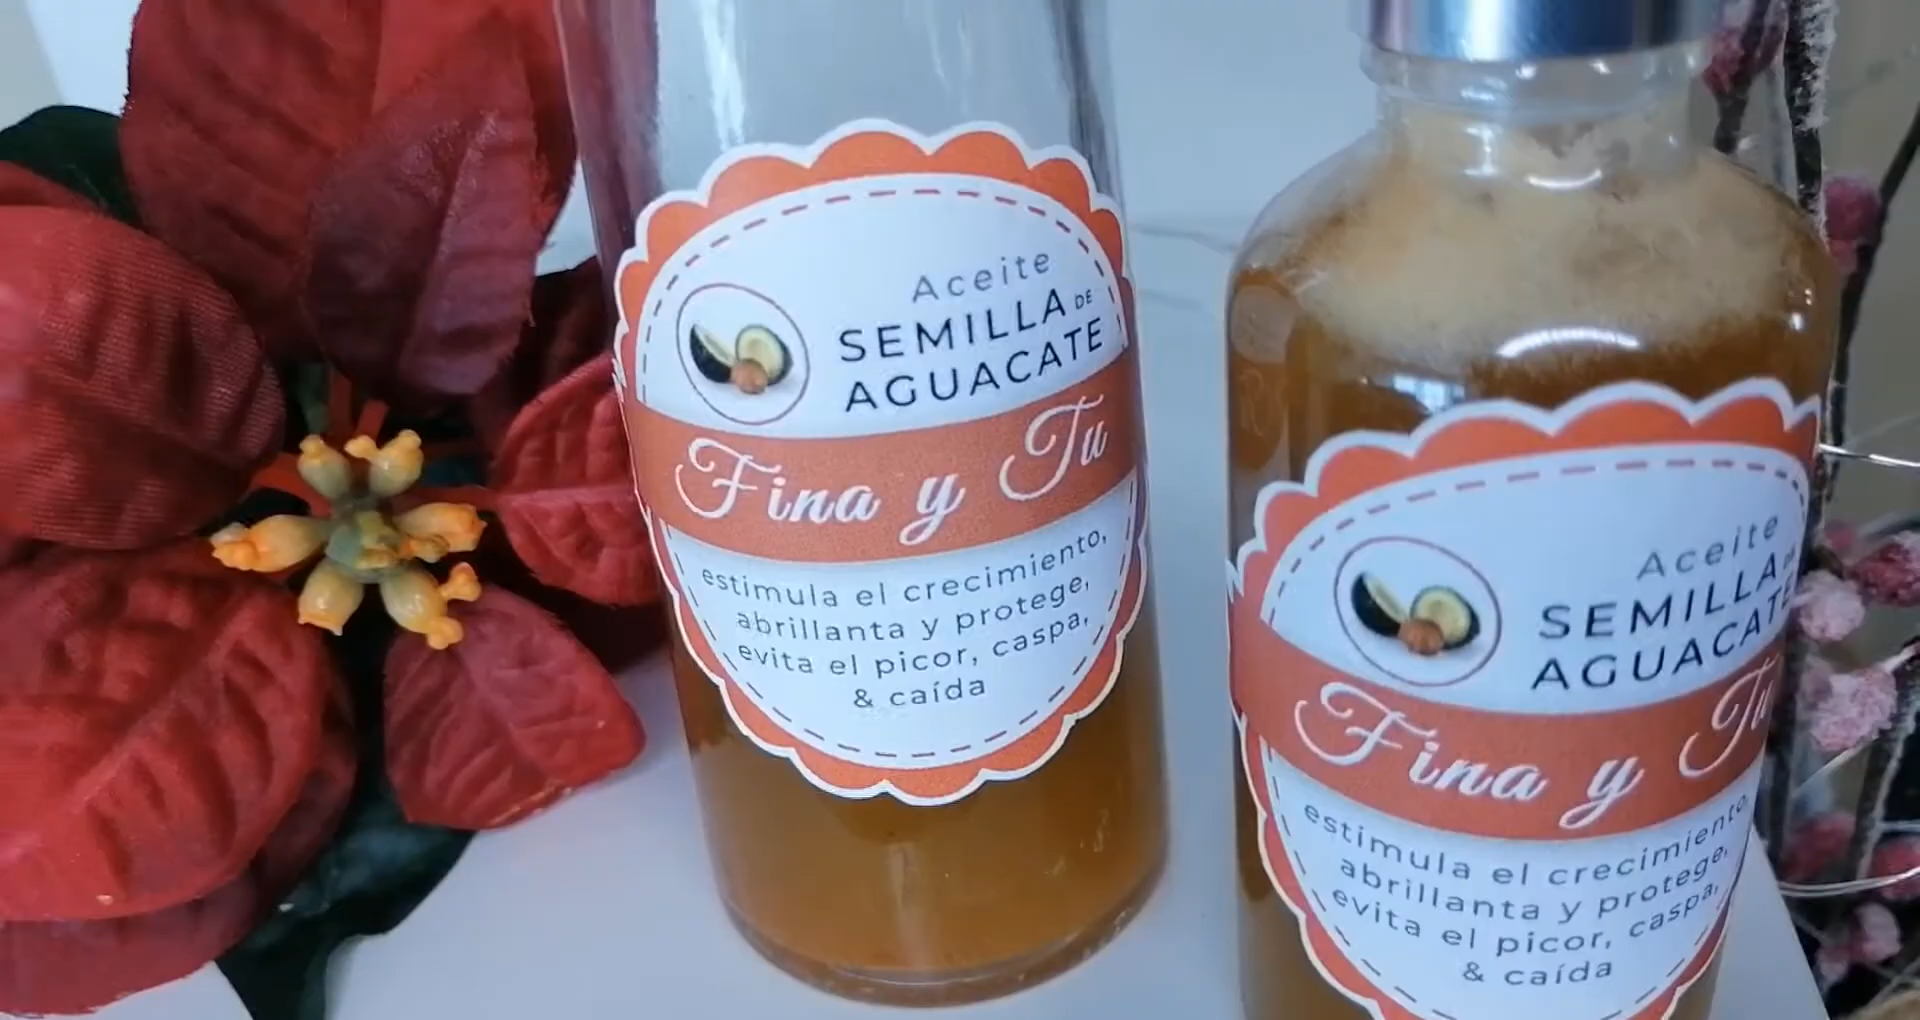 Aceite
SEMILLA DE
AGUACATE
Fina y Tu
estimula el crecimiento,
abrillanta y protege,
evita el picor, caspa,
& caída
Aceite
SEMILLA DE
AGUACATE
Fina y Tu
estimula el crecimiento,
abrillanta y protege,
evita el picor, caspa,
& caída